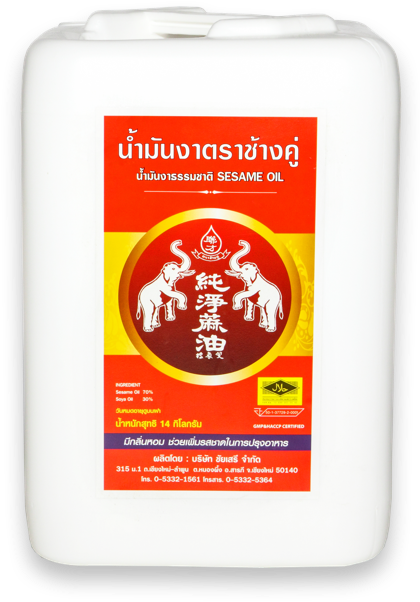 น้ำมันงาตราช้างคู่
น้ำมันงาธรรมชาติ SESAME OIL
純淨蔴油
INGREDIENT
Sesame Oil 70%
Soya Oil 30%
น้ำหนักสุทธิ 14 กิโลกรัม
GMP&HACCP CERTIFIED
มีกลิ่นหอม ช่วยเพิ่มรสชาดในการปรุงอาหาร
ผลิตโดย : บริษัท ชัยเสรี จำกัด
315 ม.1 ถ.เชียงใหม่-ลำพูน ต.หนองผึ้ง อ.สารภี จ.เชียงใหม่ 50140
โทร. 0-5332-1561 โทรสาร. 0-5332-5364